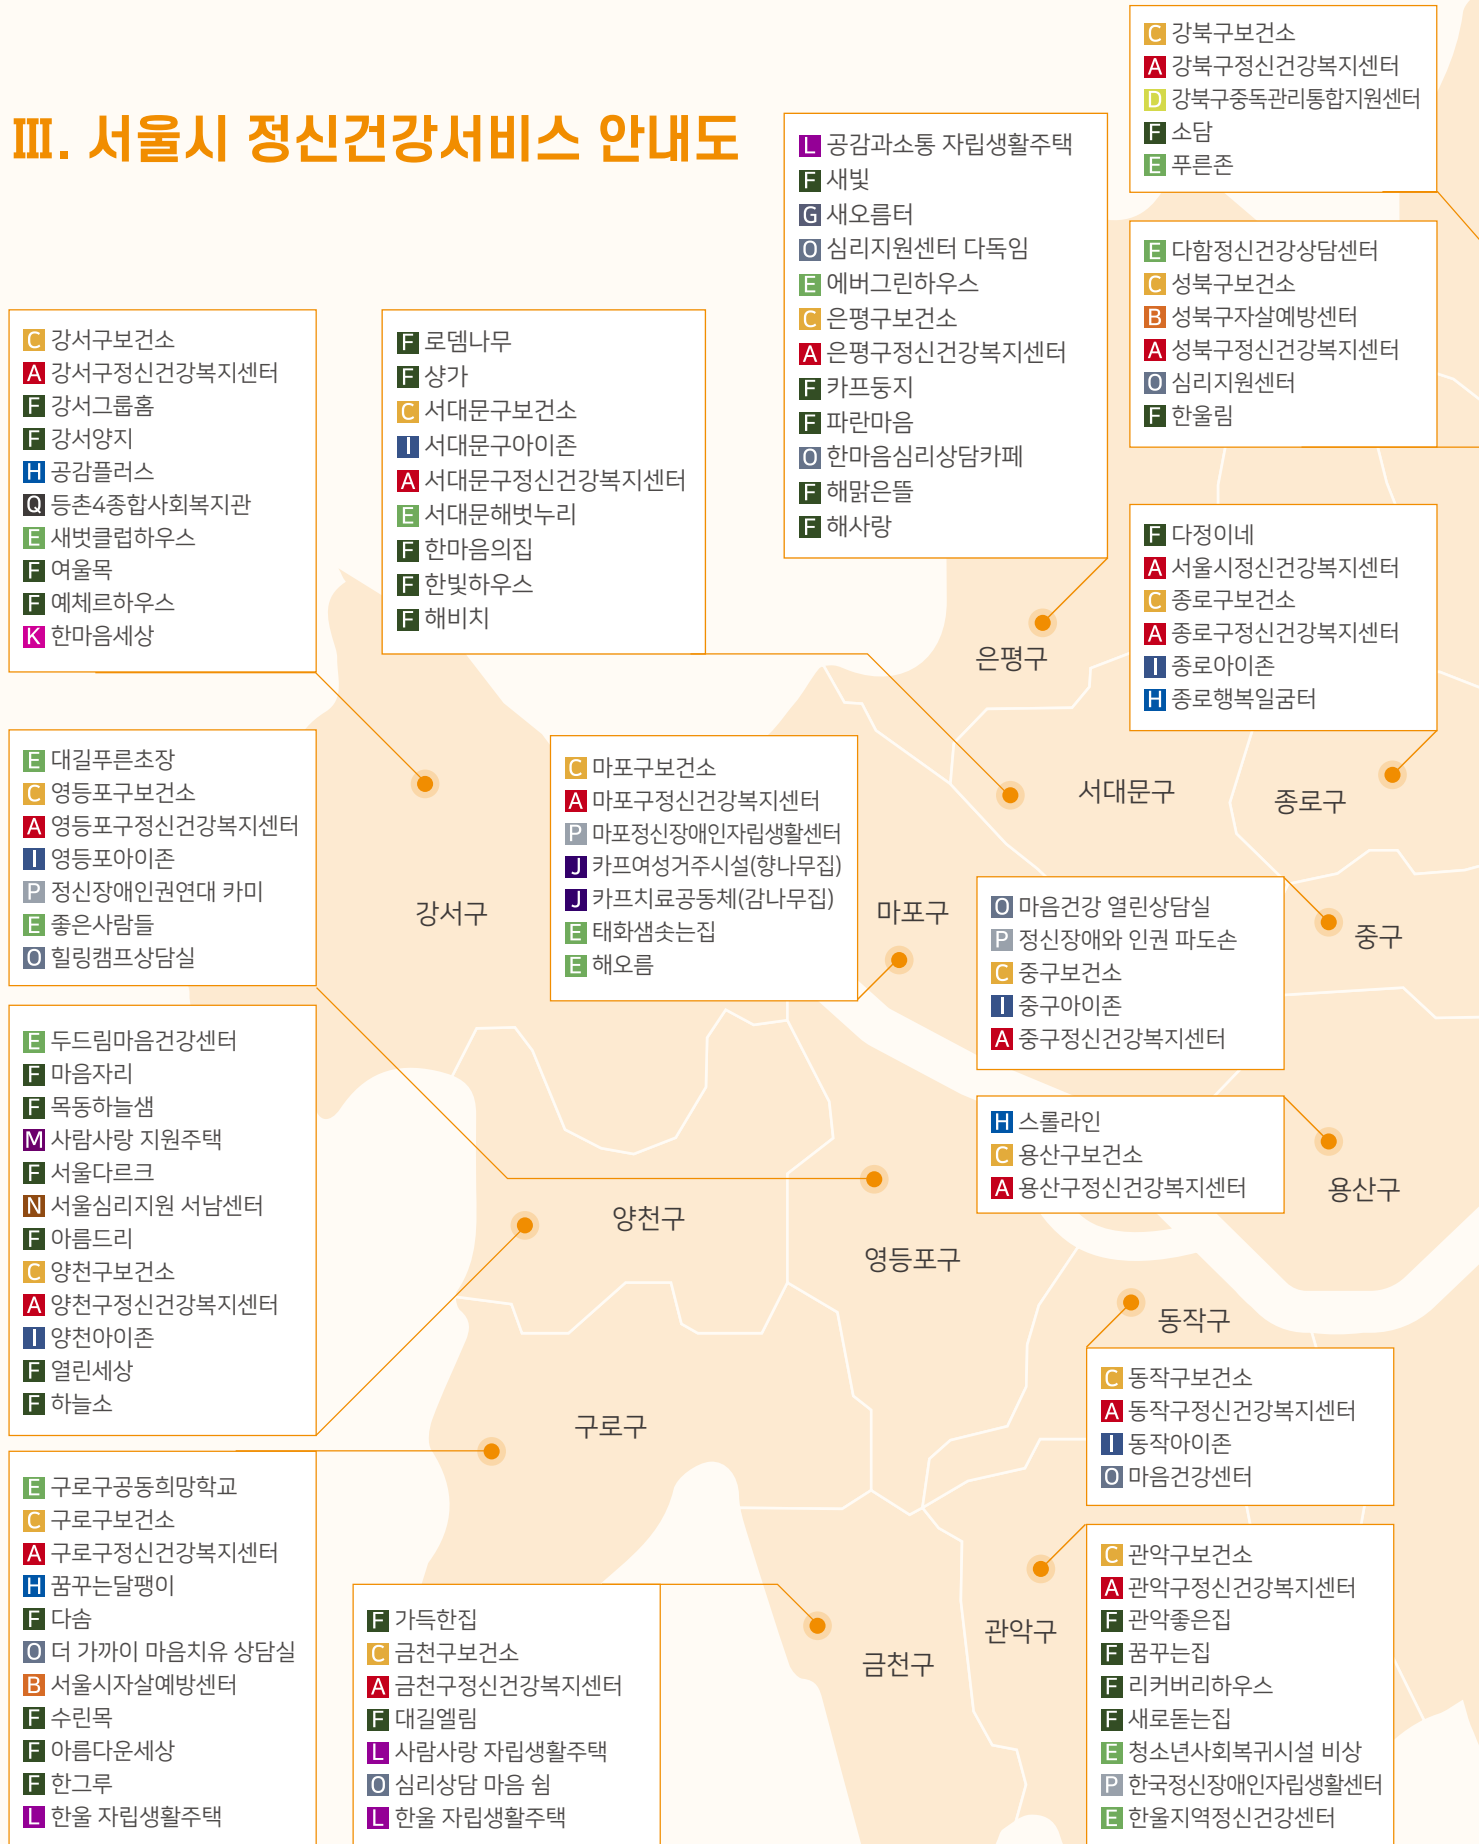 Ⅲ. 서울시 정신건강서비스 안내도
C 강북구보건소
A 강북구정신건강복지센터
D 강북구중독관리통합지원센터
F 소담
E 푸른존
L 공감과소통 자립생활주택
F 새빛
G 새오름터
O 심리지원센터 다독임
E 에버그린하우스
C 은평구보건소
A 은평구정신건강복지센터
F 카프둥지
F 파란마음
O 한마음심리상담카페
F 해맑은뜰
F 해사랑
E 다함정신건강상담센터
C 성북구보건소
B 성북구자살예방센터
A 성북구정신건강복지센터
O 심리지원센터
F 한울림
C 강서구보건소
A 강서구정신건강복지센터
F 강서그룹홈
F 강서양지
H 공감플러스
Q 등촌4종합사회복지관
E 새벗클럽하우스
F 여울목
F 예체르하우스
K 한마음세상
F 로뎀나무
F 샹가
C 서대문구보건소
I 서대문구아이존
A 서대문구정신건강복지센터
E 서대문해벗누리
F 한마음의집
F 한빛하우스
F 해비치
F 다정이네
A 서울시정신건강복지센터
C 종로구보건소
A 종로구정신건강복지센터
I 종로아이존
H 종로행복일굼터
은평구
서대문구
종로구
E 대길푸른초장
C 영등포구보건소
A 영등포구정신건강복지센터
I 영등포아이존
P 정신장애인권연대 카미
E 좋은사람들
O 힐링캠프상담실
강서구
C 마포구보건소
A 마포구정신건강복지센터
P 마포정신장애인자립생활센터
J 카프여성거주시설(향나무집)
J 카프치료공동체(감나무집)
E 태화샘솟는집
E 해오름
마포구
O 마음건강 열린상담실
P 정신장애와 인권 파도손
C 중구보건소
I 중구아이존
A 중구정신건강복지센터
중구
E 두드림마음건강센터
F 마음자리
F 목동하늘샘
M 사람사랑 지원주택
F 서울다르크
N 서울심리지원 서남센터
F 아름드리
C 양천구보건소
A 양천구정신건강복지센터
I 양천아이존
F 열린세상
F 하늘소
H 스롤라인
C 용산구보건소
A 용산구정신건강복지센터
용산구
양천구
영등포구
동작구
C 동작구보건소
A 동작구정신건강복지센터
I 동작아이존
O 마음건강센터
구로구
E 구로구공동희망학교
C 구로구보건소
A 구로구정신건강복지센터
H 꿈꾸는달팽이
F 다솜
O 더 가까이 마음치유 상담실
B 서울시자살예방센터
F 수린목
F 아름다운세상
F 한그루
L 한울 자립생활주택
F 가득한집
C 금천구보건소
A 금천구정신건강복지센터
F 대길엘림
L 사람사랑 자립생활주택
O 심리상담 마음 쉼
L 한울 자립생활주택
금천구
관악구
C 관악구보건소
A 관악구정신건강복지센터
F 관악좋은집
F 꿈꾸는집
F 리커버리하우스
F 새로돋는집
E 청소년사회복귀시설 비상
P 한국정신장애인자립생활센터
E 한울지역정신건강센터